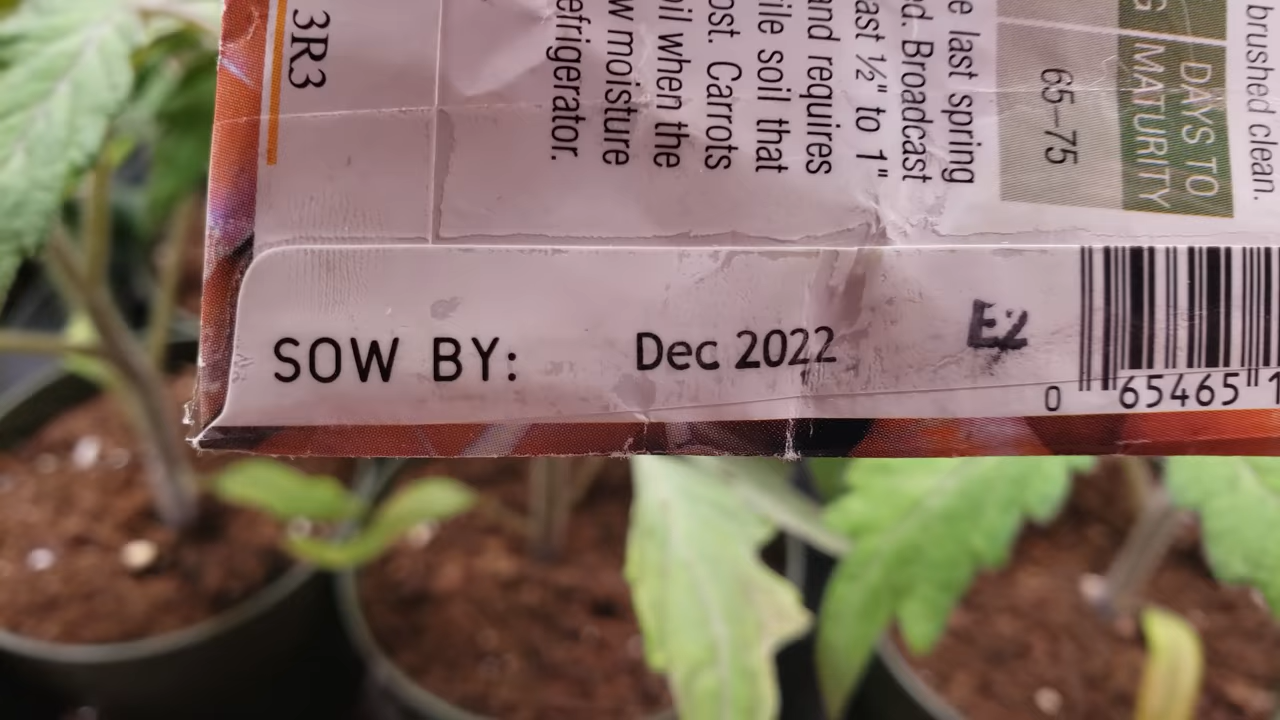 brushed clean.
DAYS TO
G MATURITY
65–75
e last spring
d. Broadcast
ast ½" to 1"
and requires
ile soil that
ost. Carrots
oil when the
w moisture
efrigerator.
3R3
SOW BY: Dec 2022 E2
0 65465 1